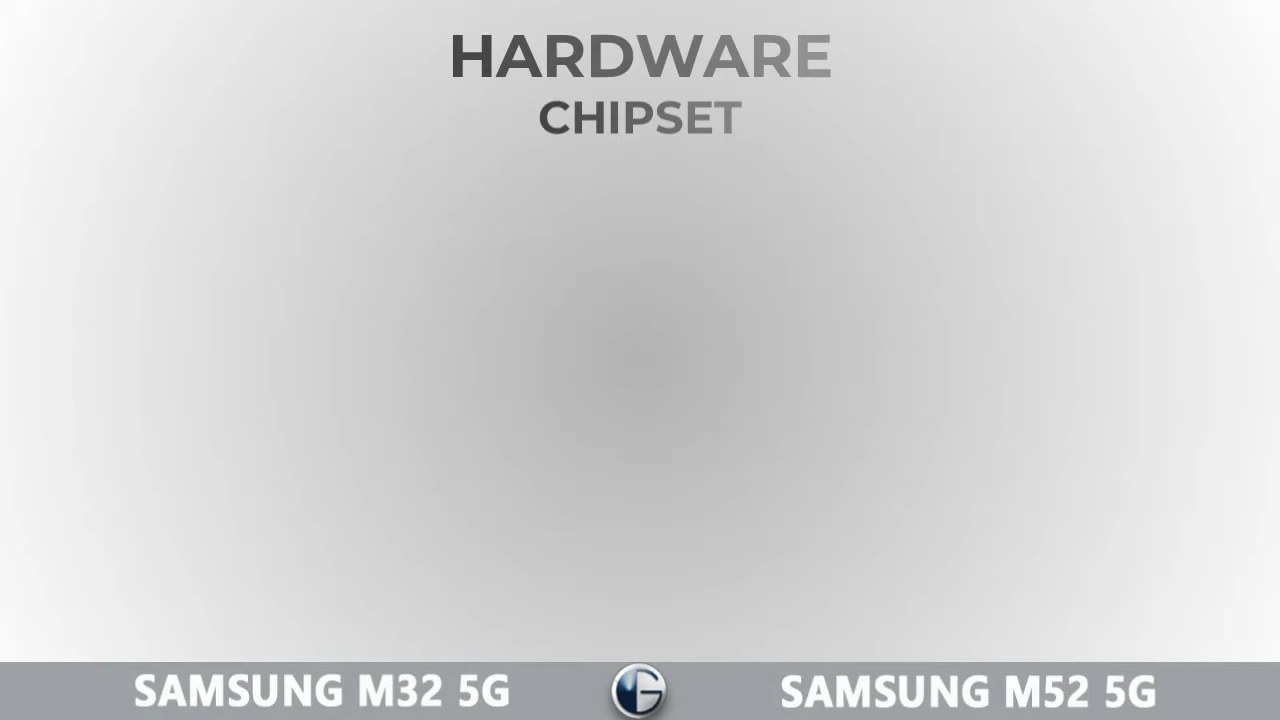 HARDWARE
CHIPSET
SAMSUNG M32 5G
SAMSUNG M52 5G